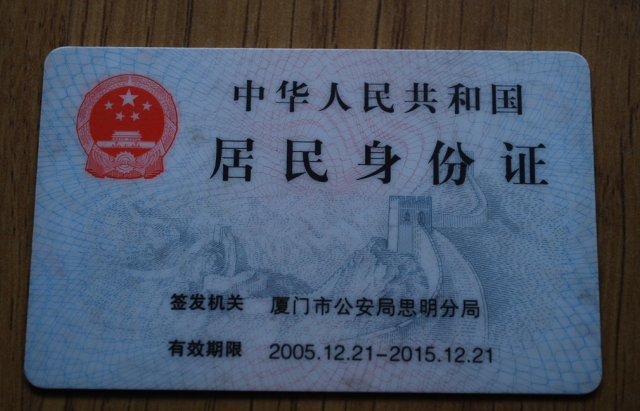 中华人民共和国
居民身份证
签发机关 厦门市公安局思明分局
有效期限 2005.12.21-2015.12.21